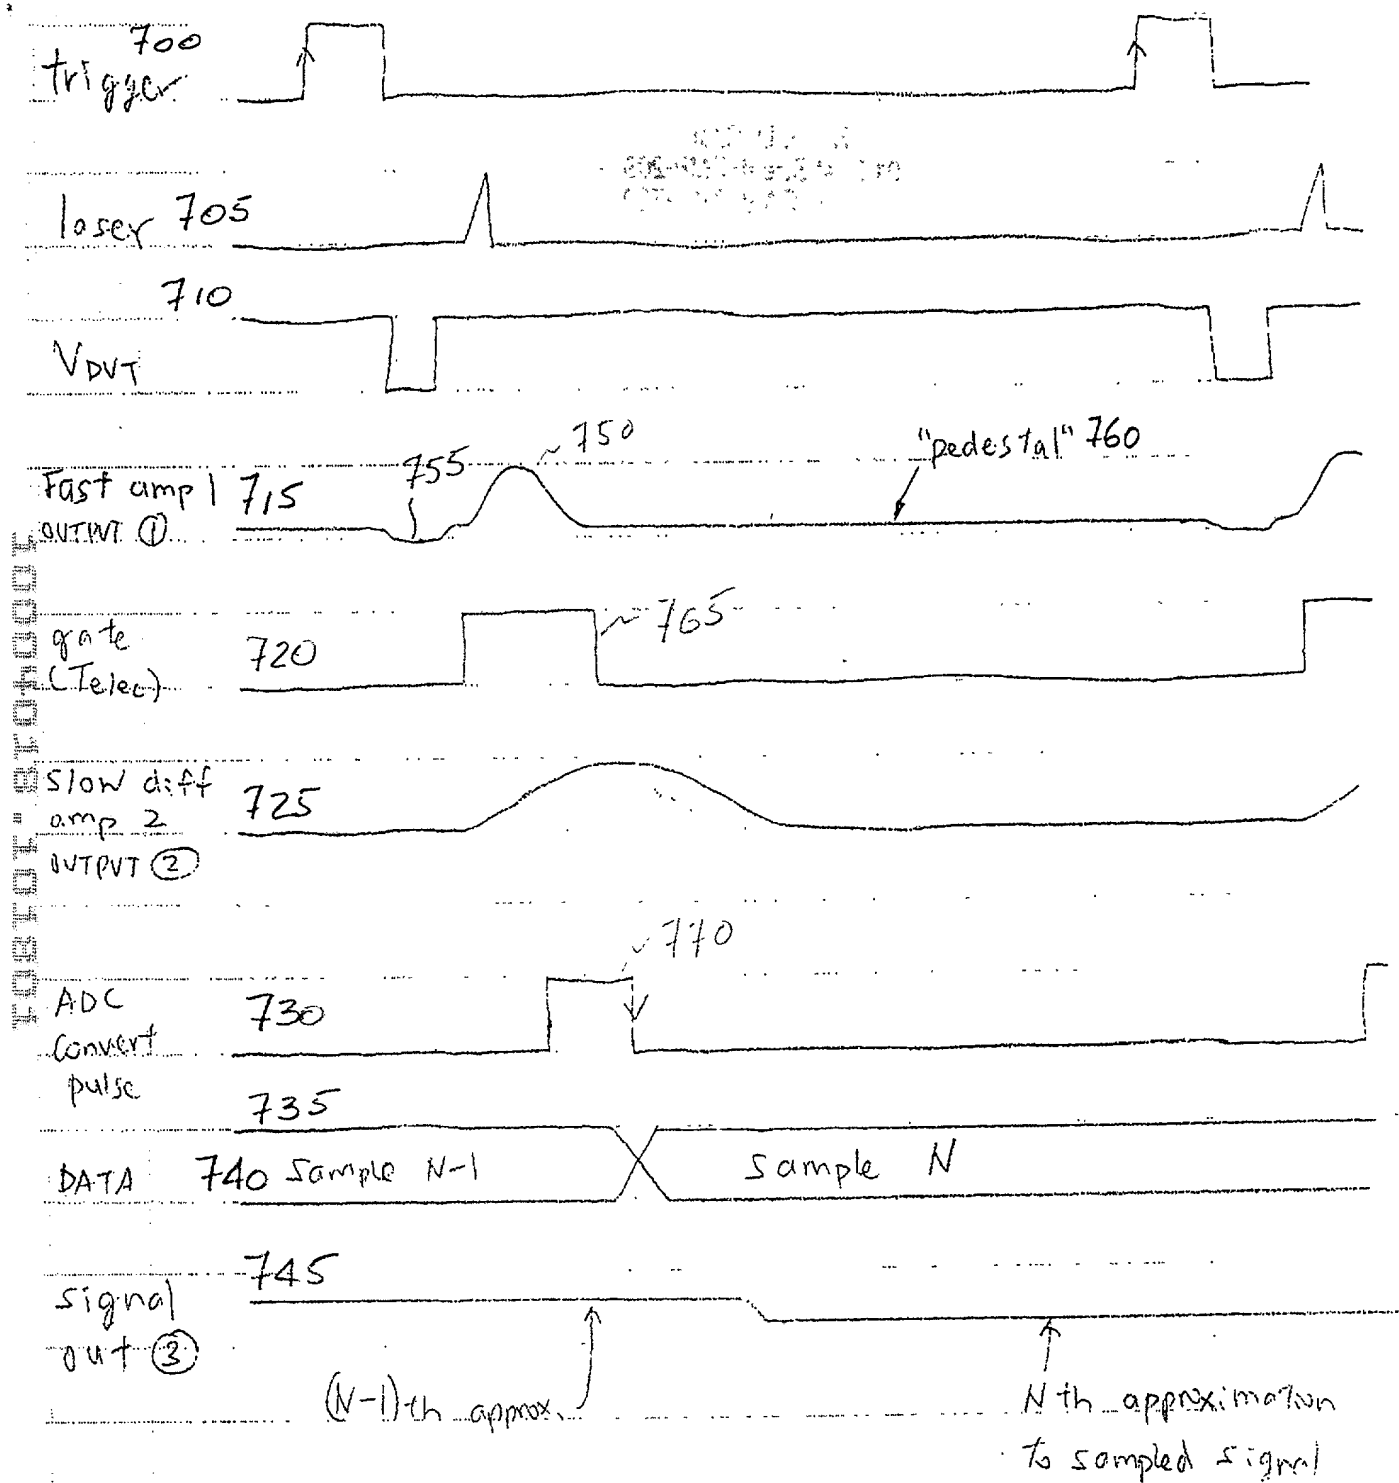 700
trigger
laser 705
710
VDVT
"pedestal" 760
750
755
Fast amp 1 715
OUTPUT ①
765
gate
(Telec)
720
slow diff
amp 2
725
OUTPUT ②
770
ADC
convert
pulse
730
735
DATA 740 sample N-1
sample N
745
signal
out ③
(N-1)-th approx.
N th approximation
to sampled signal